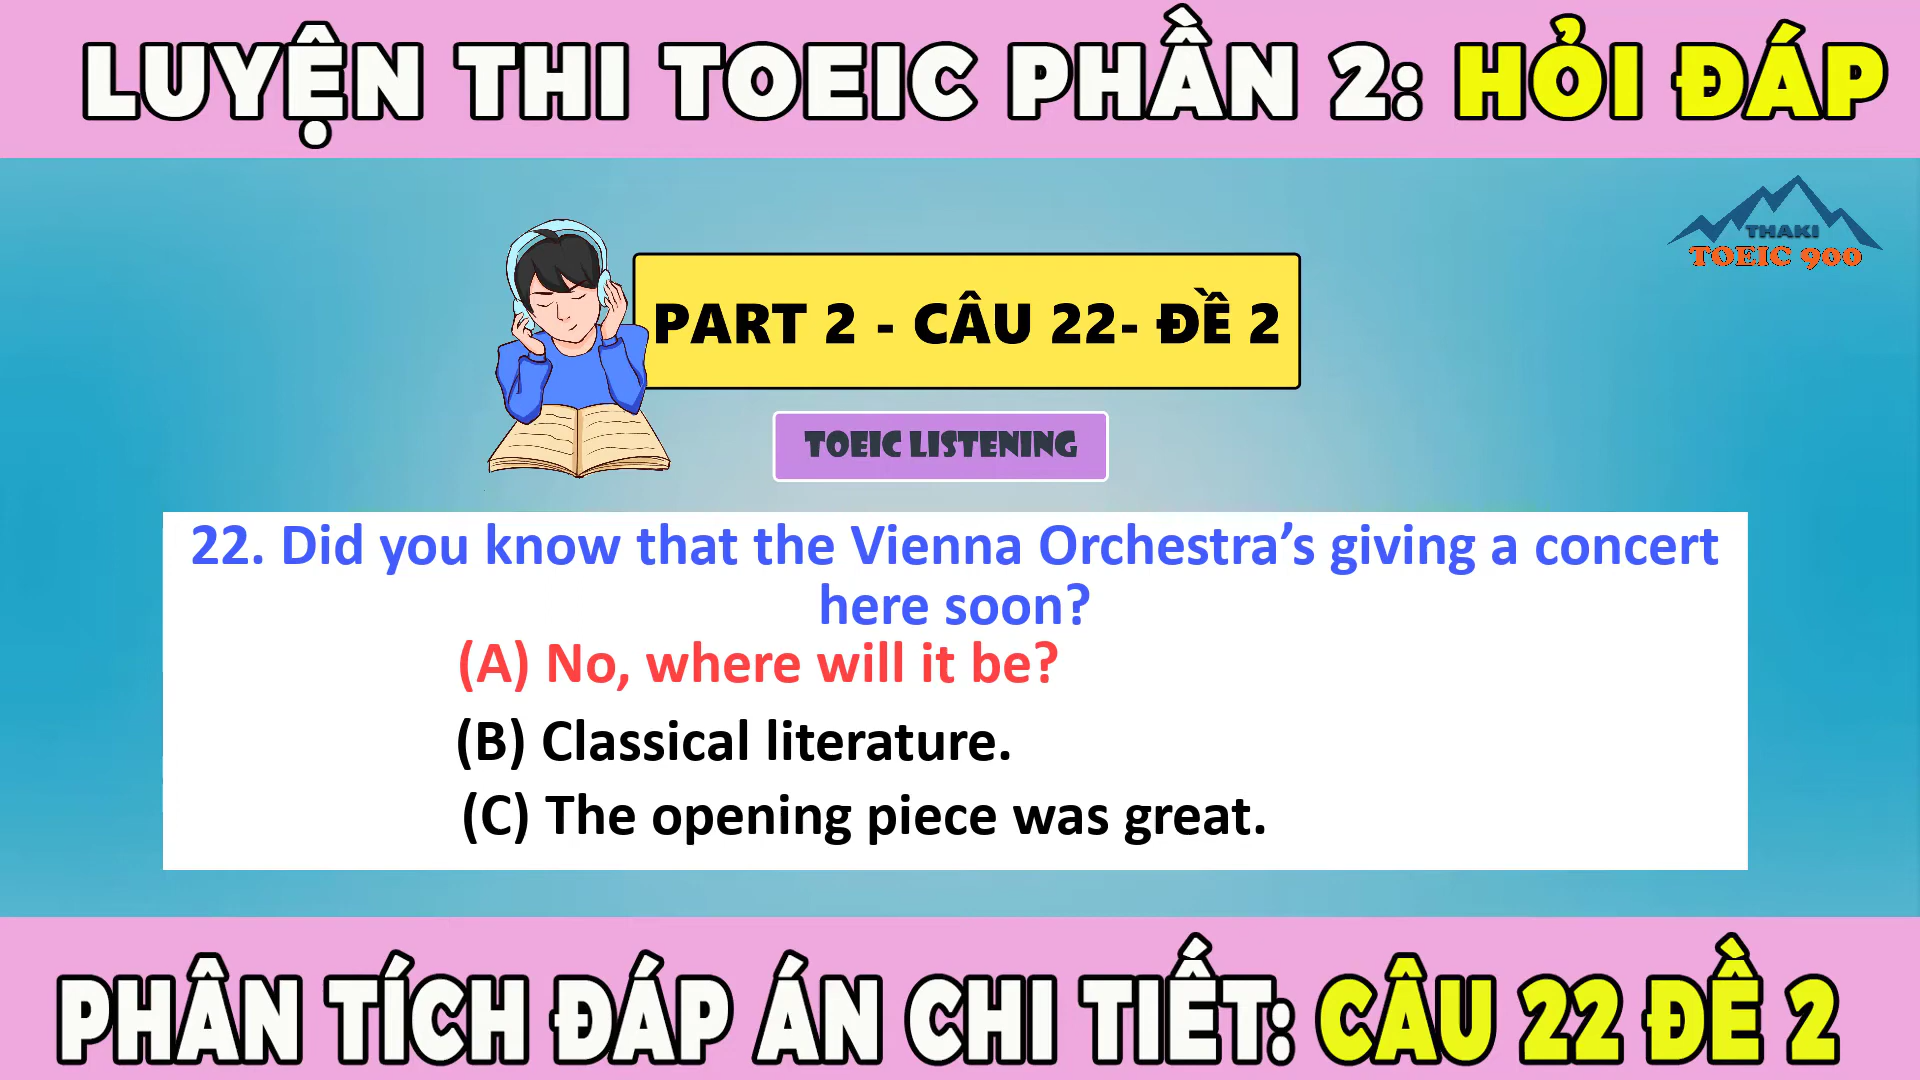 LUYỆN THI TOEIC PHẦN 2: HỎI ĐÁP
THAKI
TOEIC 900
PART 2 - CÂU 22- ĐỀ 2
TOEIC LISTENING
22. Did you know that the Vienna Orchestra’s giving a concert
here soon?
(A) No, where will it be?
(B) Classical literature.
(C) The opening piece was great.
PHÂN TÍCH ĐÁP ÁN CHI TIẾT: CÂU 22 ĐỀ 2